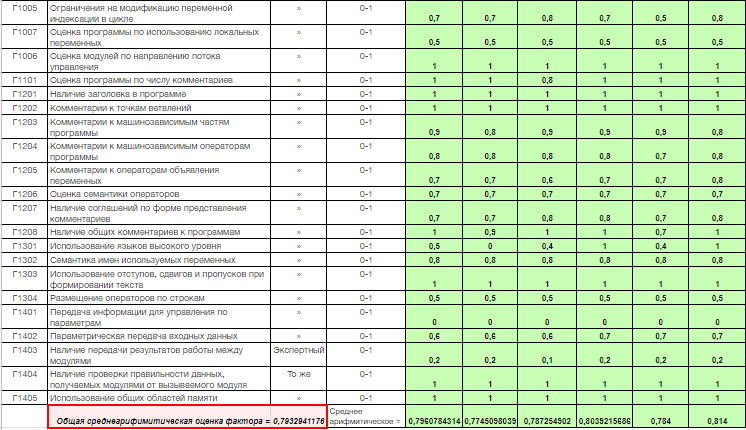 Г1005 Ограничения на модификацию переменной индексации в цикле » 0-1 0,7 0,7 0,8 0,7 0,5 0,8
Г1007 Оценка программы по использованию локальных переменных » 0-1 0,5 0,5 0,5 0,5 0,5 0,5
Г1006 Оценка модулей по направлению потока управления » 0-1 1 1 1 1 1 1
Г1101 Оценка программы по числу комментариев » 0-1 1 1 0,8 1 1 1
Г1201 Наличие заголовка в программе » 0-1 1 1 1 1 1 1
Г1202 Комментарии к точкам ветвлений » 0-1 1 1 1 1 1 1
Г1203 Комментарии к машинозависимым частям программы » 0-1 0,9 0,8 0,9 0,9 0,9 0,8
Г1204 Комментарии к машинозависимым операторам программы » 0-1 0,8 0,8 0,8 0,8 0,7 0,8
Г1205 Комментарии к операторам объявления переменных » 0-1 0,7 0,7 0,6 0,7 0,7 0,8
Г1206 Оценка семантики операторов » 0-1 0,7 0,7 0,7 0,7 0,7 0,7
Г1207 Наличие соглашений по форме представления комментариев » 0-1 0,7 0,7 0,8 0,8 0,7 0,8
Г1208 Наличие общих комментариев к программам » 0-1 1 0,9 1 1 0,7 1
Г1301 Использование языков высокого уровня » 0-1 0,5 0 0,4 1 0,4 1
Г1302 Семантика имен используемых переменных » 0-1 0,8 0,8 0,8 0,8 0,8 0,8
Г1303 Использование отступов, сдвигов и пропусков при формировании текста » 0-1 1 1 1 1 1 1
Г1304 Размещение операторов по строкам » 0-1 0,5 0,5 0,5 0,5 0,5 0,5
Г1401 Передача информации для управления по параметрам » 0-1 0 0 0 0 0 0
Г1402 Параметрическая передача входных данных » 0-1 0,6 0,6 0,6 0,7 0,7 0,7
Г1403 Наличие передачи результатов работы между модулями Экспертный 0-1 0,2 0,2 0,1 0,2 0,2 0,2
Г1404 Наличие проверки правильности данных, получаемых модулями от вызываемого модуля То же 0-1 1 1 1 1 1 1
Г1405 Использование общих областей памяти » 0-1 1 1 1 1 1 1
Общая среднеарифимитическая оценка фактора = 0,7932941176 Среднее арифмитическое = 0,7960784314 0,7745098039 0,787254902 0,8039215686 0,784 0,814